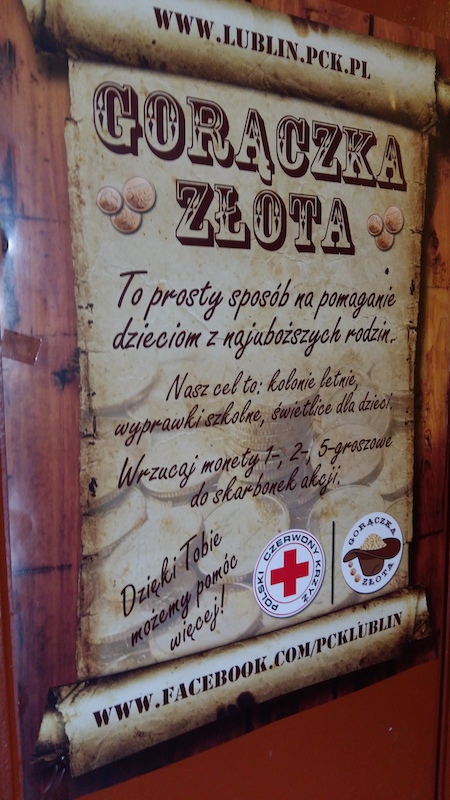 WWW.LUBLIN.PCK.PL
GORĄCZKA
ZŁOTA
To prosty sposób na pomaganie
dzieciom z najuboższych rodzin.
Nasz cel to: kolonie letnie,
wyprawki szkolne, świetlice dla dzieci.
Wrzucaj monety 1-, 2-, 5-groszowe
do skarbonek akcji.
Dzięki Tobie
możemy pomóc
więcej!
POLSKI CZERWONY KRZYŻ
GORĄCZKA
ZŁOTA
WWW.FACEBOOK.COM/PCKLUBLIN